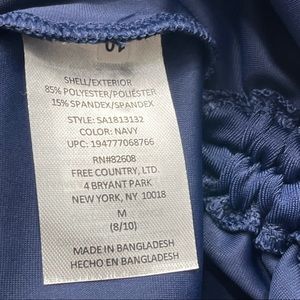 SHELL/EXTERIOR
85% POLYESTER/POLIÉSTER
15% SPANDEX/SPANDEX
STYLE: SA1813132
COLOR: NAVY
UPC: 194777068766
RN#82608
FREE COUNTRY, LTD.
4 BRYANT PARK
NEW YORK, NY 10018
M
(8/10)
MADE IN BANGLADESH
HECHO EN BANGLADESH